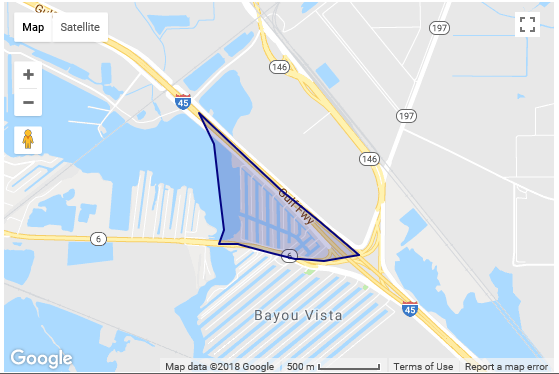 Map Satellite
Gulf
45
146
197
197
146
Gulf Fwy
6
6
Bayou Vista
45
Google
Map data ©2018 Google 500 m Terms of Use Report a map error